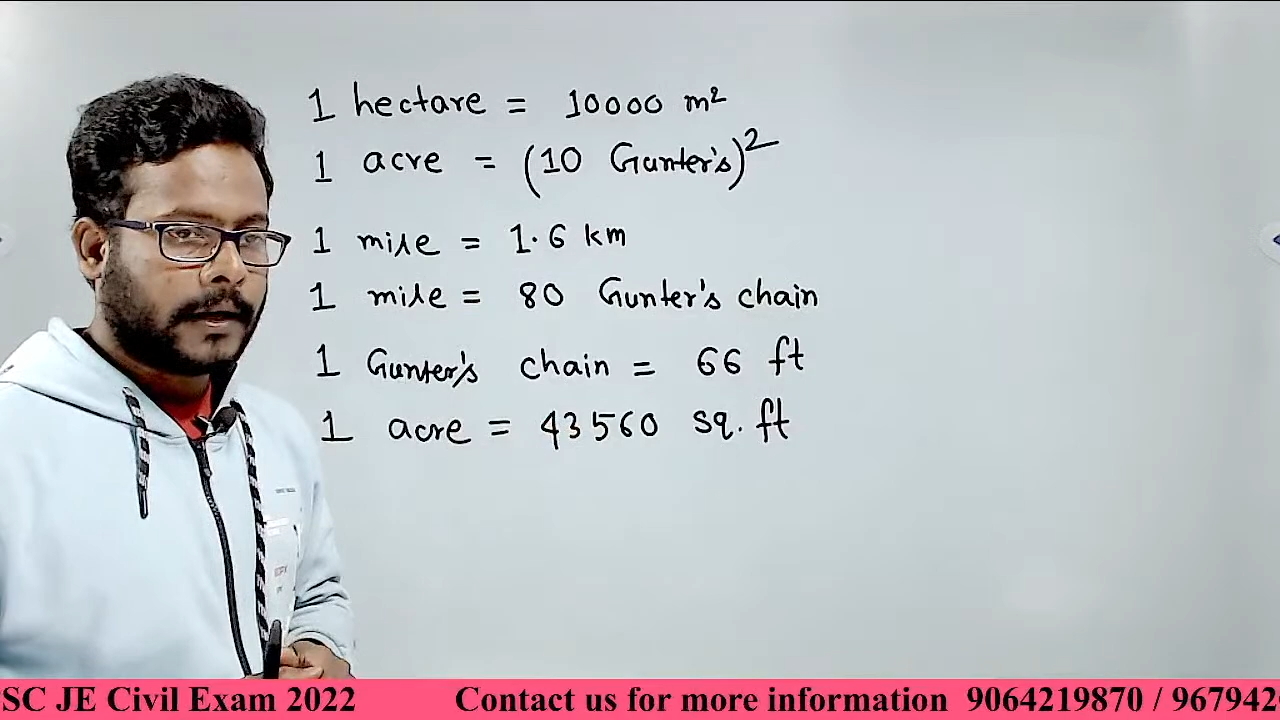 1 hectare = 10000 m²
1 acre = (10 Gunter's)²
1 mile = 1.6 km
1 mile = 80 Gunter's chain
1 Gunter's chain = 66 ft
1 acre = 43560 sq. ft
SC JE Civil Exam 2022 Contact us for more information 9064219870 / 967942